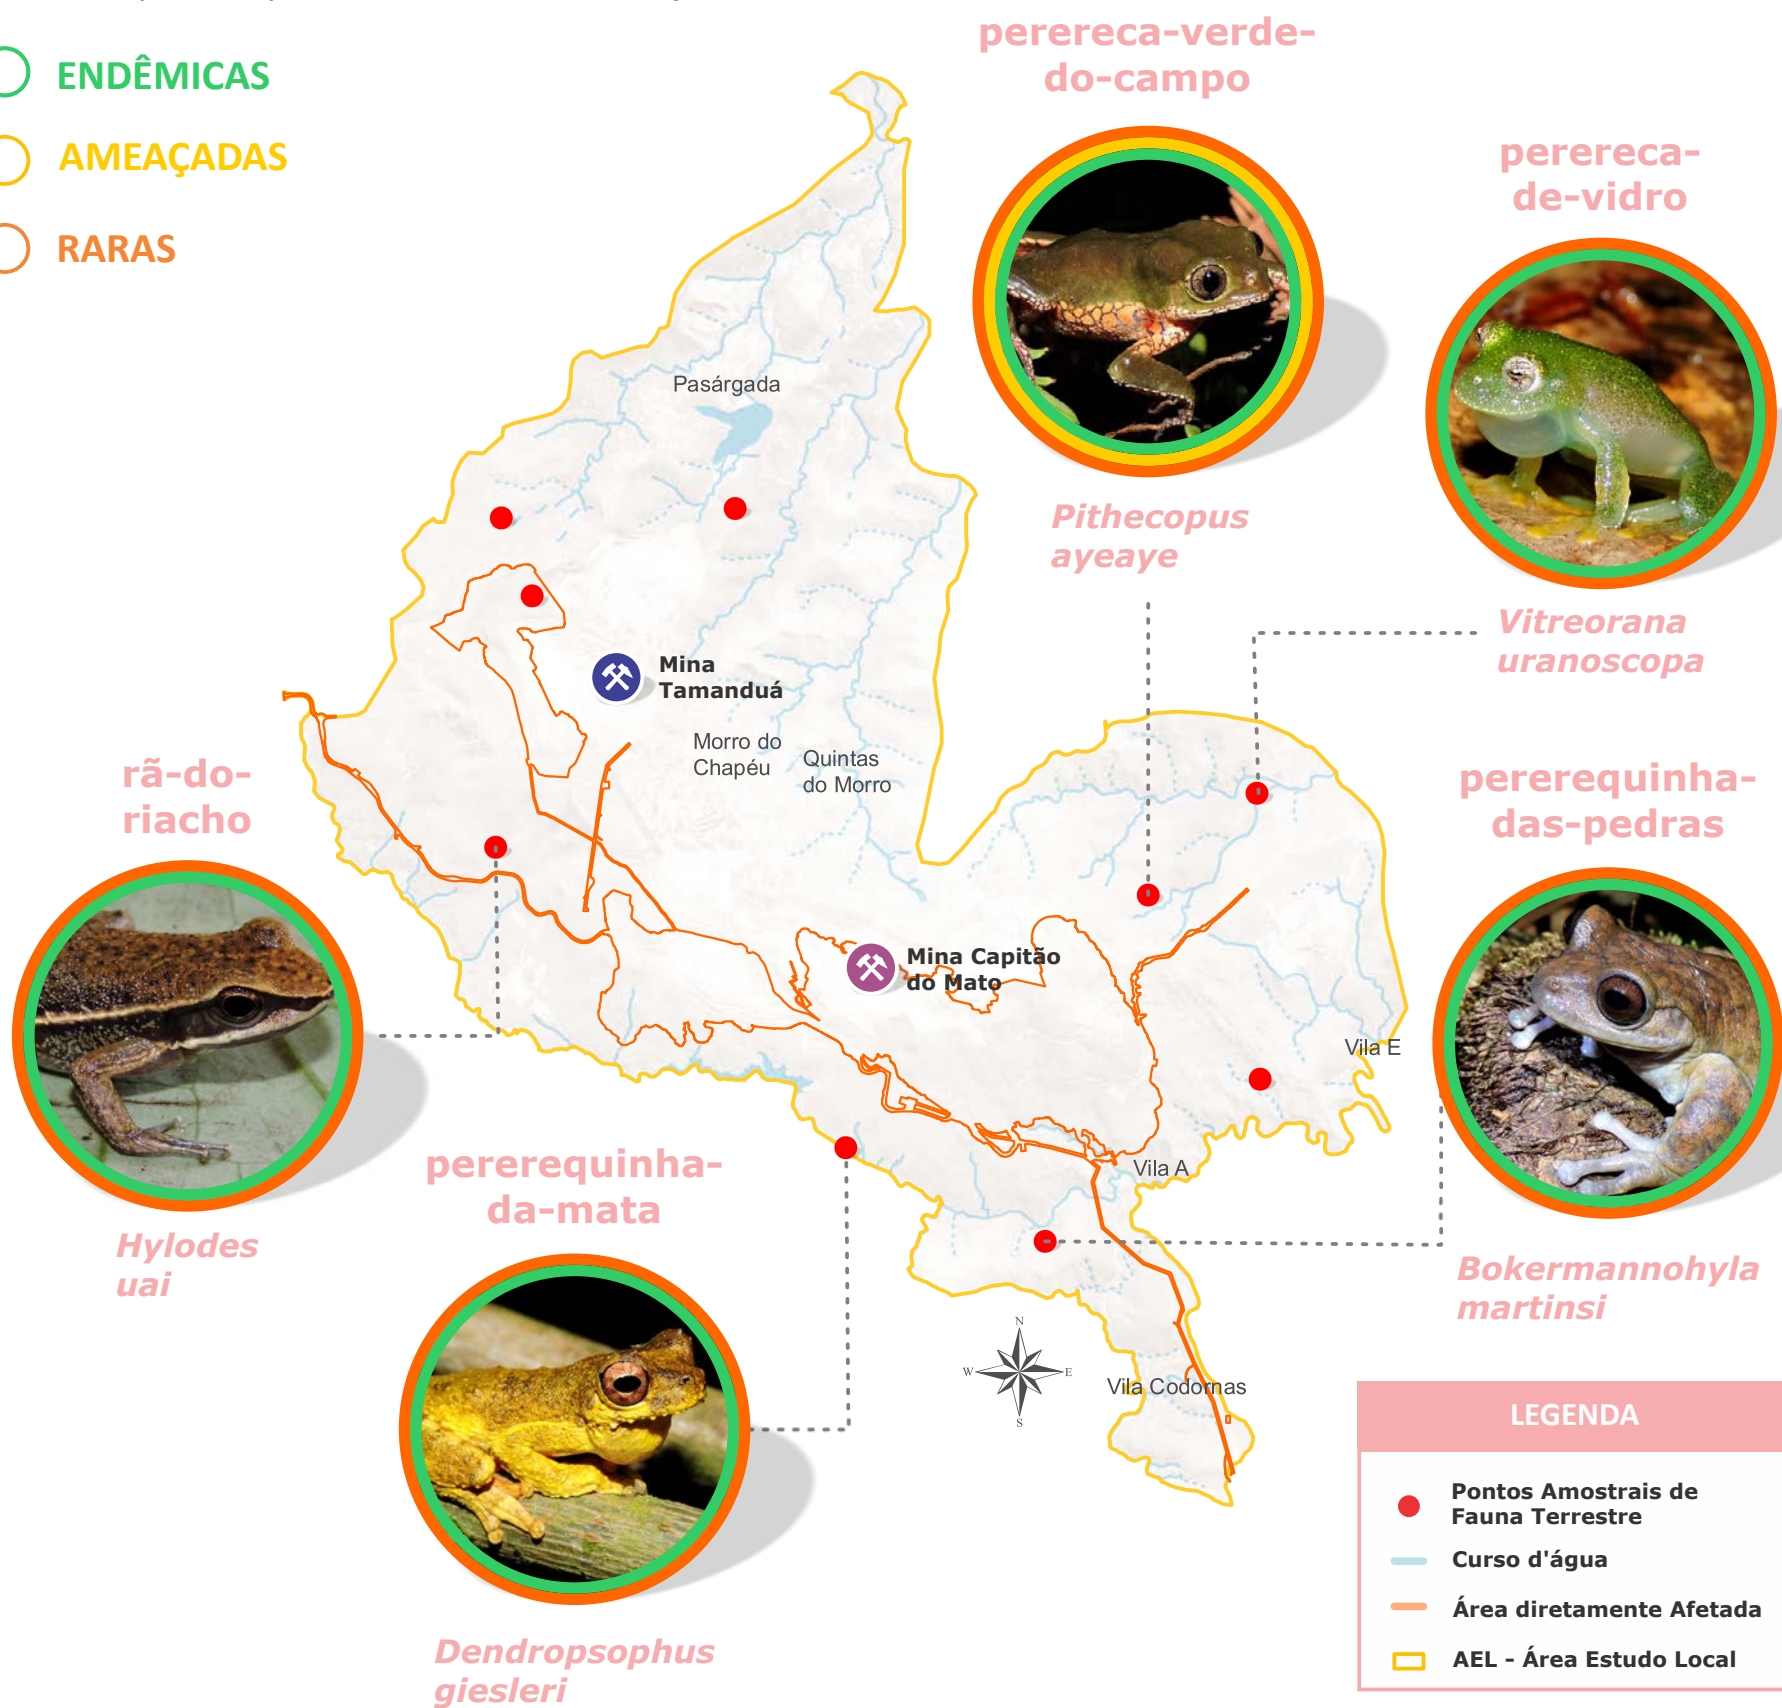 ENDÊMICAS
AMEAÇADAS
RARAS
perereca-verde-
do-campo
perereca-
de-vidro
Pasárgada
Pithecopus
ayeaye
Vitreorana
uranoscopa
Mina
Tamanduá
Morro do
Chapéu
Quintas
do Morro
rã-do-
riacho
pererequinha-
das-pedras
Mina Capitão
do Mato
Vila E
Vila A
pererequinha-
da-mata
Hylodes
uai
Bokermannohyla
martinsi
N
W
E
S
Vila Codornas
Dendropsophus
giesleri
LEGENDA
Pontos Amostrais de
Fauna Terrestre
Curso d'água
Área diretamente Afetada
AEL - Área Estudo Local